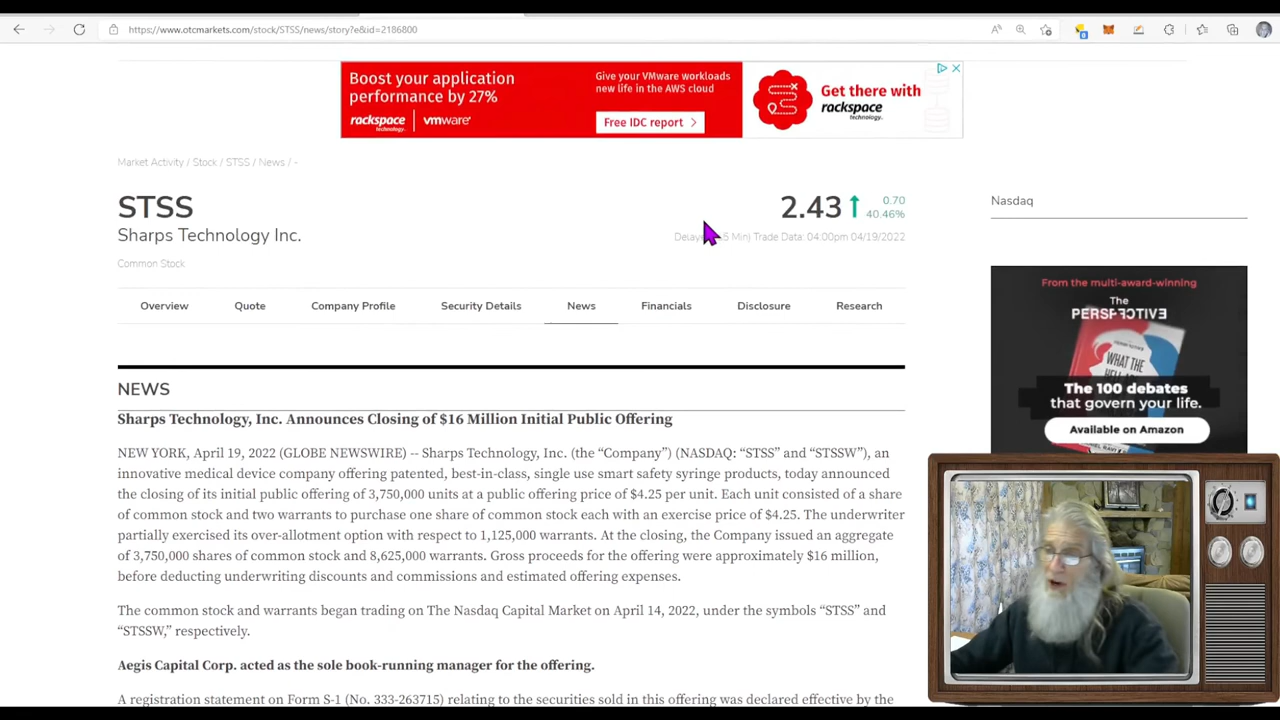 https://www.otcmarkets.com/stock/STSS/news/story?e&id=2186800
Boost your application
performance by 27%
rackspace technology. vmware
Give your VMware workloads
new life in the AWS cloud
Free IDC report >
Get there with
rackspace
technology.
Market Activity / Stock / STSS / News / -
STSS
2.43
0.70
40.46%
Sharps Technology Inc.
Min) Trade Data: 04:00pm 04/19/2022
Common Stock
Nasdaq
Overview Quote Company Profile Security Details News Financials Disclosure Research
From the multi-award-winning
The
PERSPECTIVE
WHAT THE
The 100 debates
that govern your life.
Available on Amazon
NEWS
Sharps Technology, Inc. Announces Closing of $16 Million Initial Public Offering
NEW YORK, April 19, 2022 (GLOBE NEWSWIRE) -- Sharps Technology, Inc. (the “Company”) (NASDAQ: “STSS” and “STSSW”), an
innovative medical device company offering patented, best-in-class, single use smart safety syringe products, today announced
the closing of its initial public offering of 3,750,000 units at a public offering price of $4.25 per unit. Each unit consisted of a share
of common stock and two warrants to purchase one share of common stock each with an exercise price of $4.25. The underwriter
partially exercised its over-allotment option with respect to 1,125,000 warrants. At the closing, the Company issued an aggregate
of 3,750,000 shares of common stock and 8,625,000 warrants. Gross proceeds for the offering were approximately $16 million,
before deducting underwriting discounts and commissions and estimated offering expenses.
The common stock and warrants began trading on The Nasdaq Capital Market on April 14, 2022, under the symbols “STSS” and
“STSSW,” respectively.
Aegis Capital Corp. acted as the sole book-running manager for the offering.
A registration statement on Form S-1 (No. 333-263715) relating to the securities sold in this offering was declared effective by the